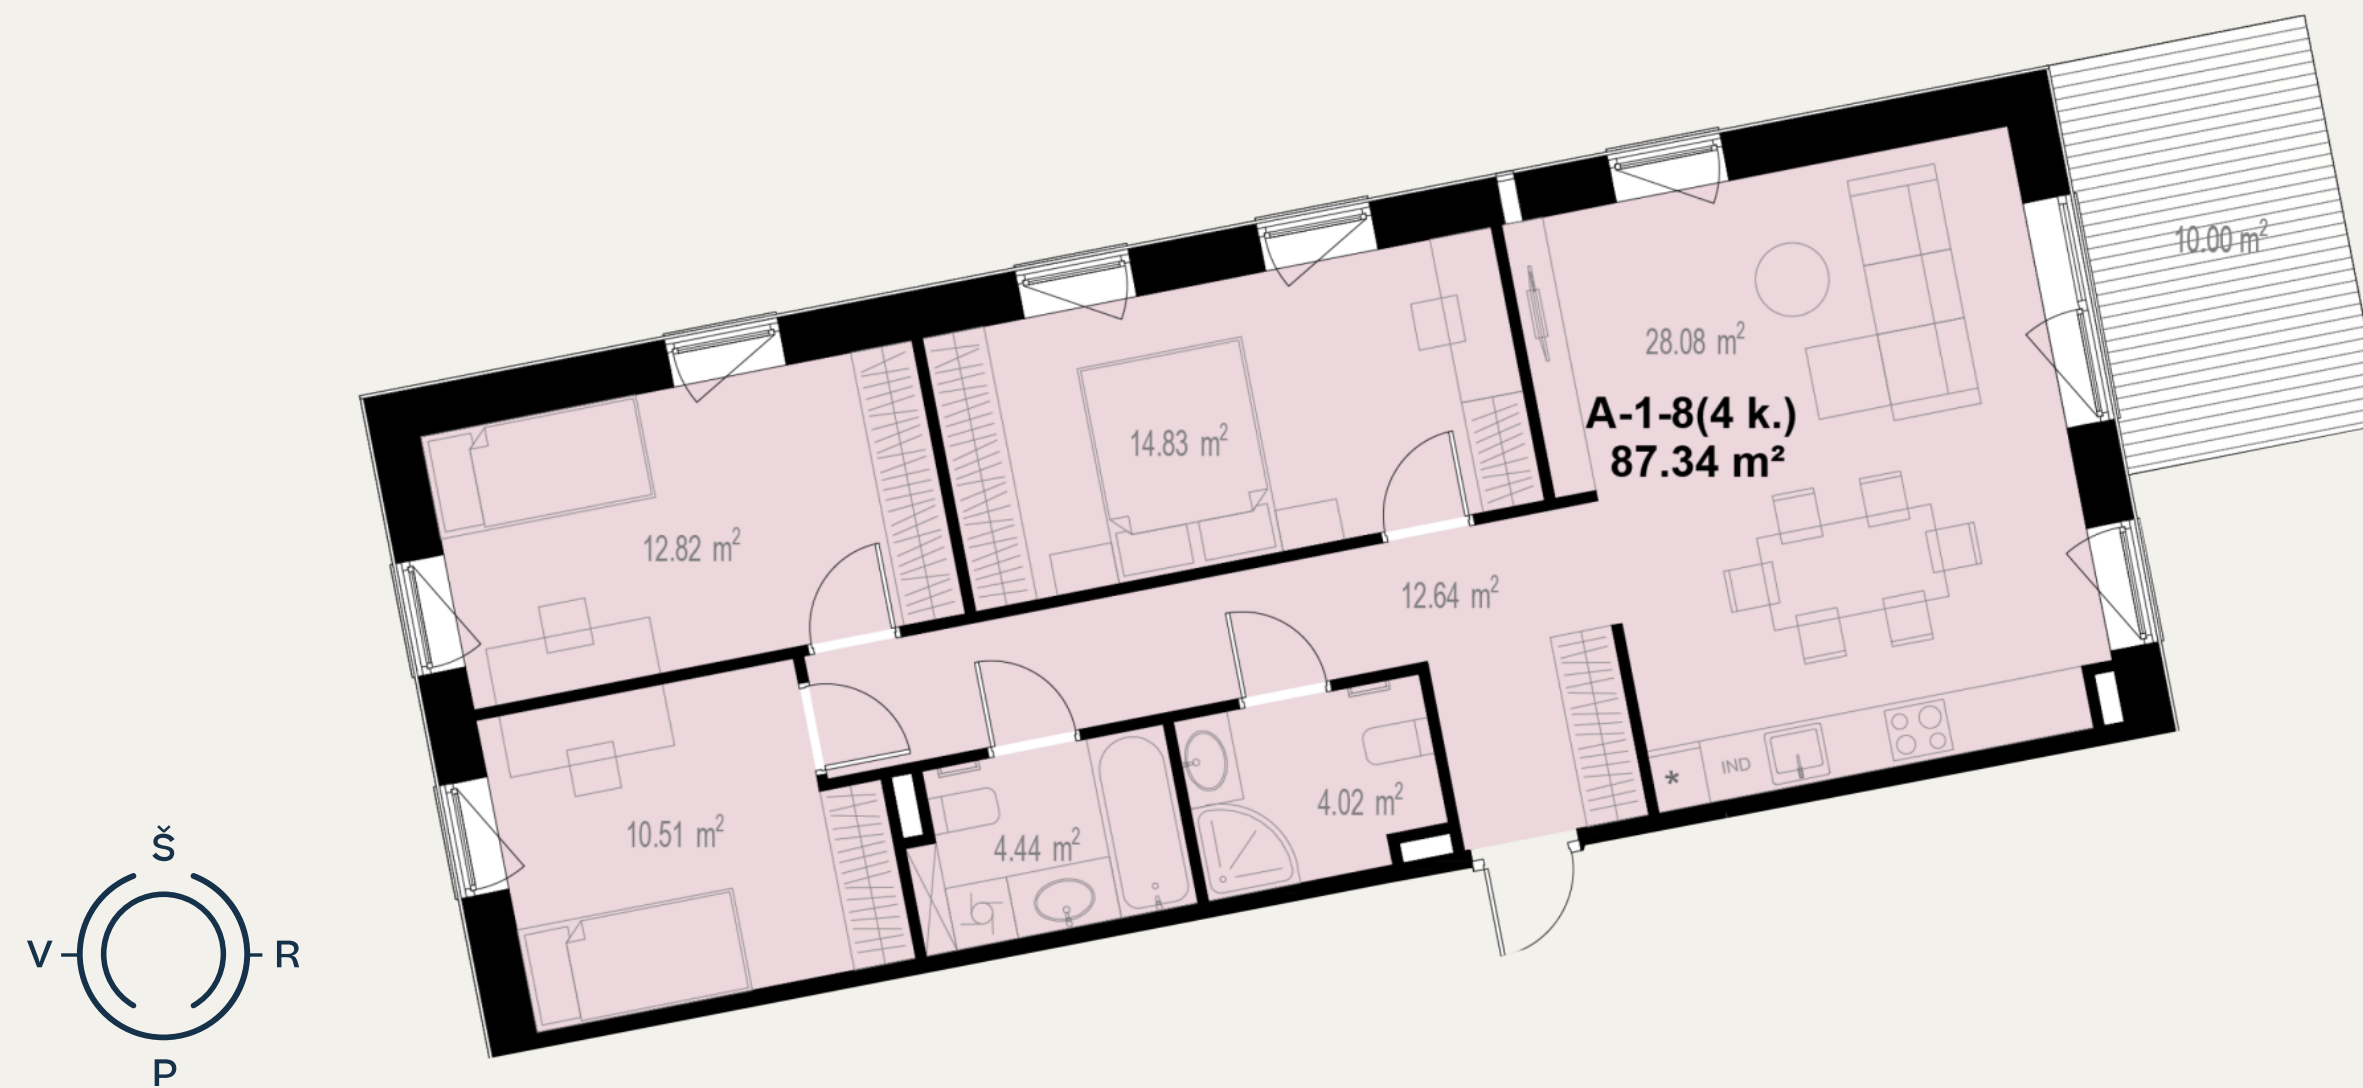 10.00 m²
28.08 m²
A-1-8(4 k.)
87.34 m²
14.83 m²
12.82 m²
12.64 m²
IND
*
4.02 m²
10.51 m²
4.44 m²
Š
V R
P